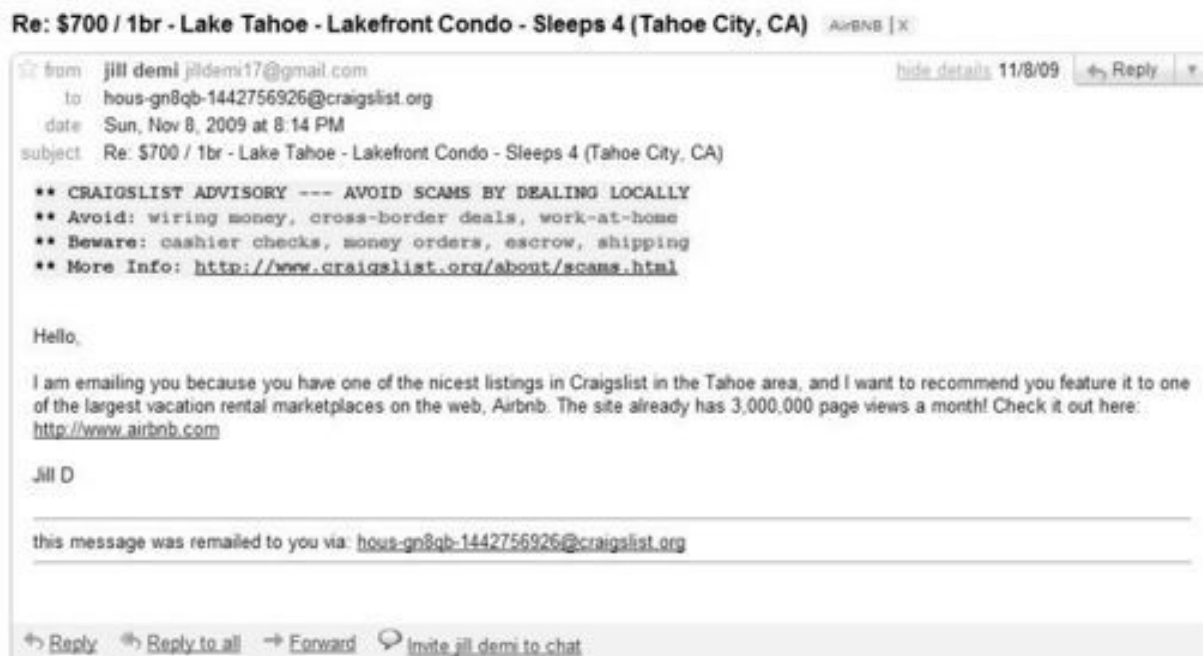 Re: $700 / 1br - Lake Tahoe - Lakefront Condo - Sleeps 4 (Tahoe City, CA) AirBNB | X
from jill demi jilldemi17@gmail.com hide details 11/8/09 Reply
to hous-gn8qb-1442756926@craigslist.org
date Sun, Nov 8, 2009 at 8:14 PM
subject Re: $700 / 1br - Lake Tahoe - Lakefront Condo - Sleeps 4 (Tahoe City, CA)
** CRAIGSLIST ADVISORY --- AVOID SCAMS BY DEALING LOCALLY
** Avoid: wiring money, cross-border deals, work-at-home
** Beware: cashier checks, money orders, escrow, shipping
** More Info: http://www.craigslist.org/about/scams.html
Hello,
I am emailing you because you have one of the nicest listings in Craigslist in the Tahoe area, and I want to recommend you feature it to one
of the largest vacation rental marketplaces on the web, Airbnb. The site already has 3,000,000 page views a month! Check it out here:
http://www.airbnb.com
Jill D
this message was remailed to you via: hous-gn8qb-1442756926@craigslist.org
Reply Reply to all Forward Invite jill demi to chat